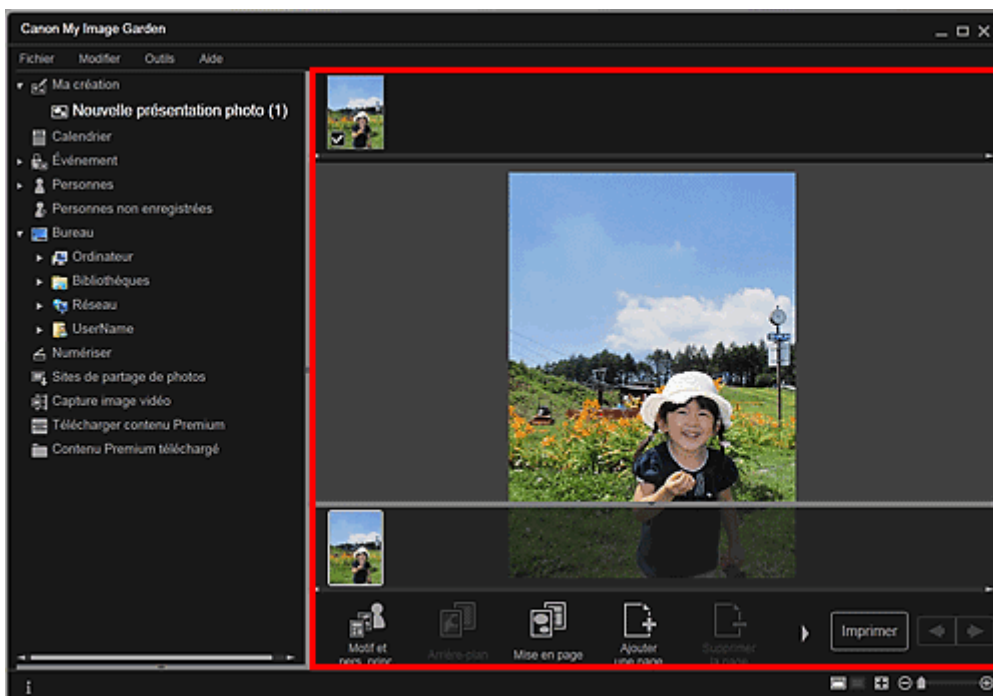 Canon My Image Garden
Fichier Modifier Outils Aide
Ma création
Nouvelle présentation photo (1)
Calendrier
Événement
Personnes
Personnes non enregistrées
Bureau
Ordinateur
Bibliothèques
Réseau
UserName
Numériser
Sites de partage de photos
Capture image vidéo
Télécharger contenu Premium
Contenu Premium téléchargé
Motif et
pers. princ.
Arrière-plan
Mise en page
Ajouter
une page
Supprimer
la page
Imprimer